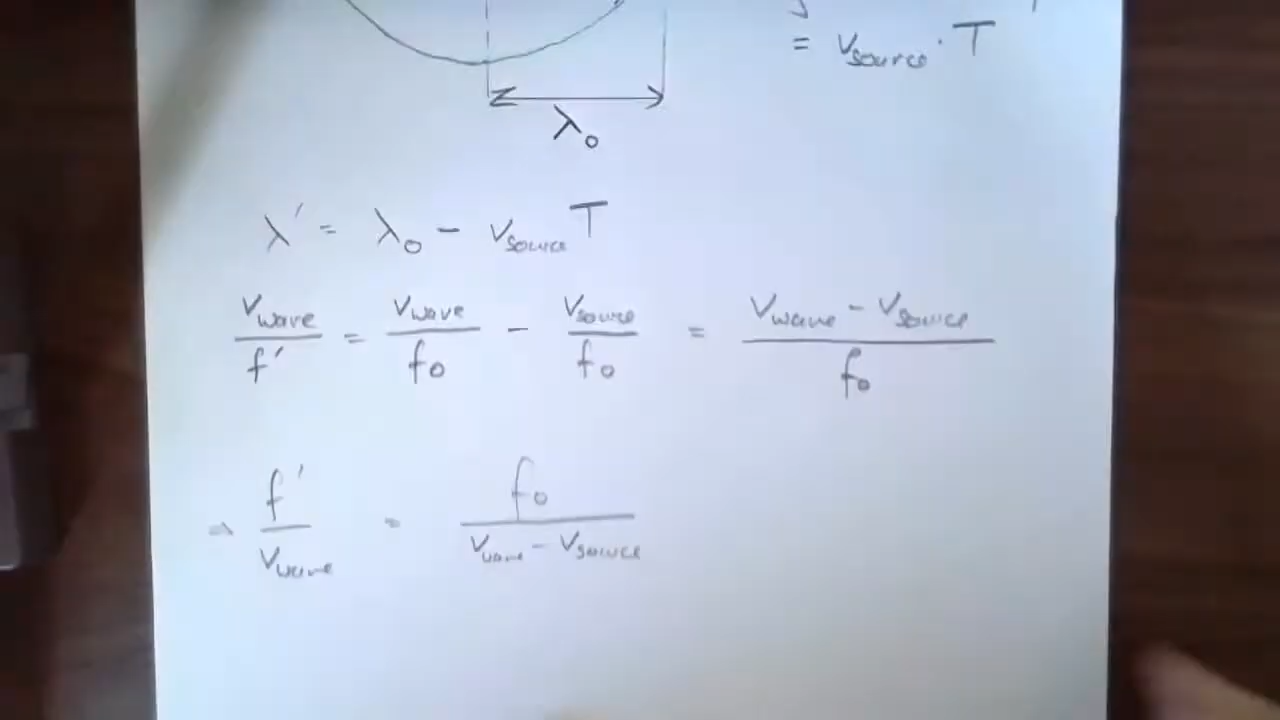 = v_source · T
λ₀
λ' = λ₀ - v_source T
v_wave / f' = v_wave / f₀ - v_source / f₀ = (v_wave - v_source) / f₀
⇒ f' / v_wave = f₀ / (v_wave - v_source)